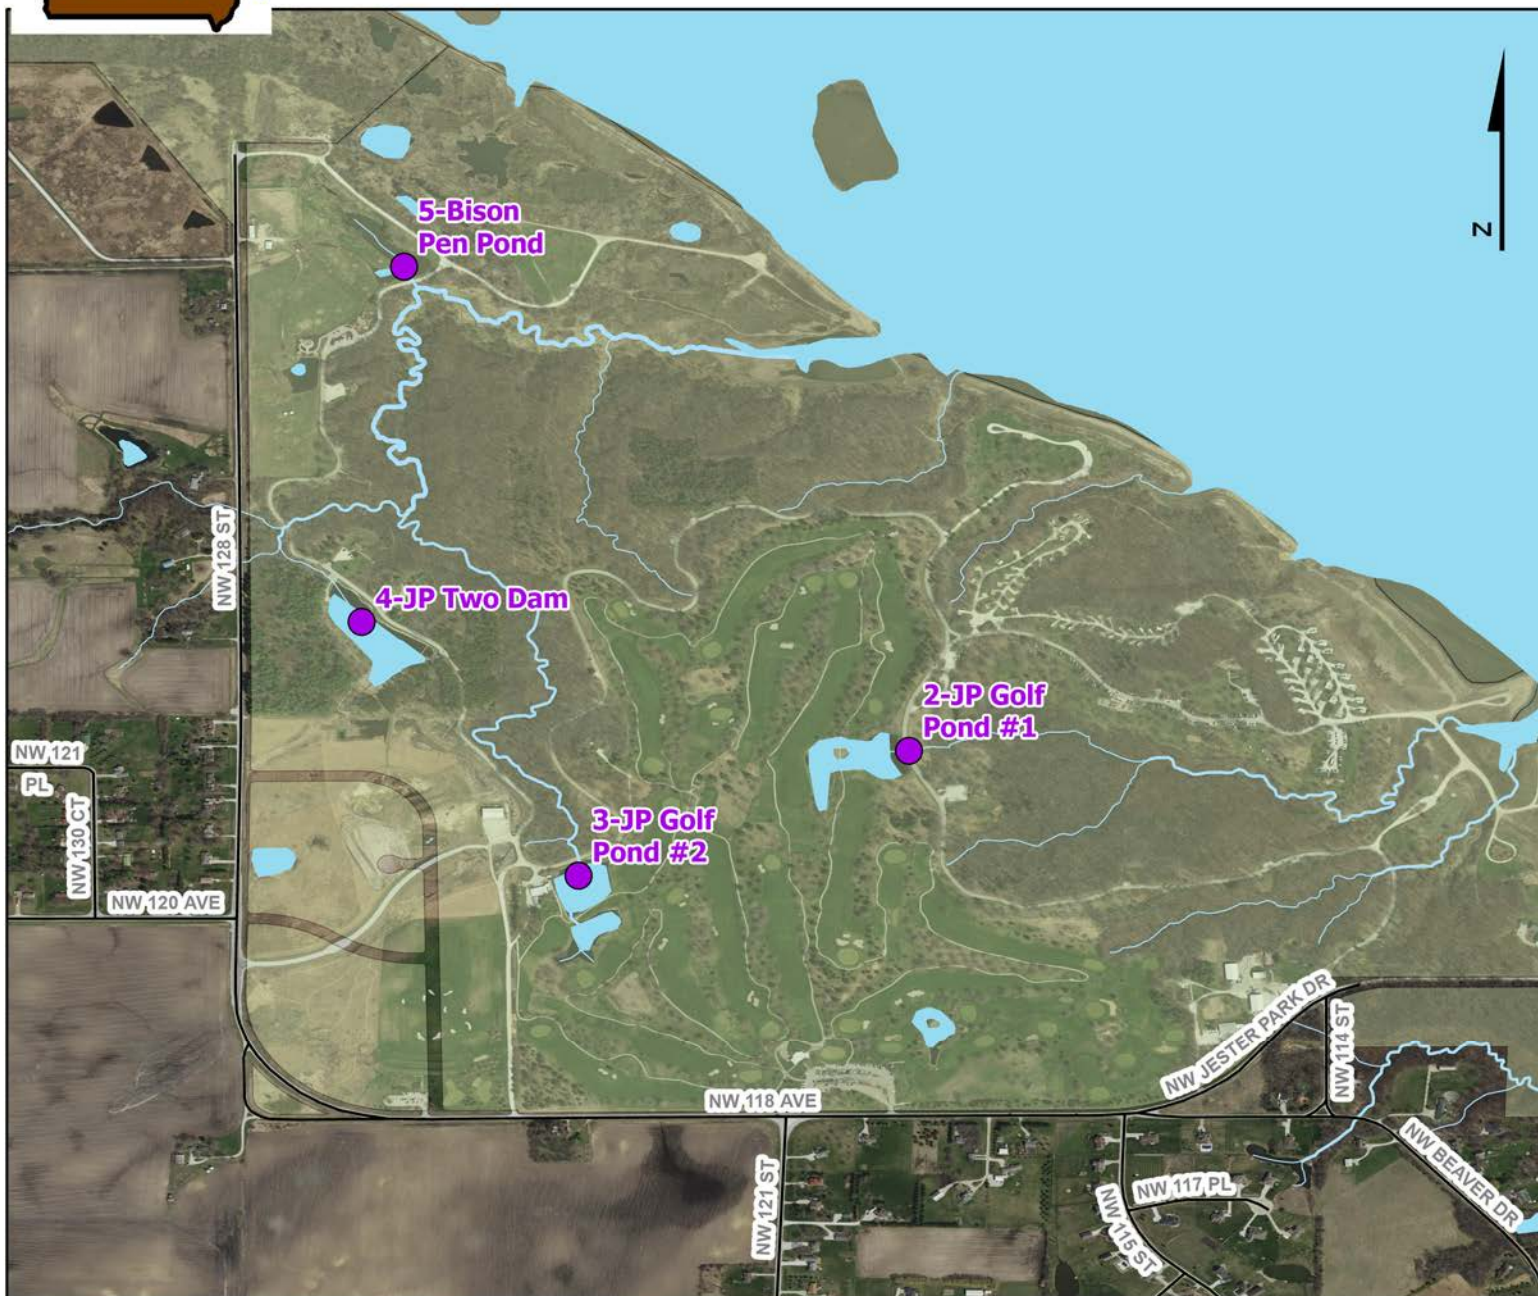 N
5-Bison
Pen Pond
NW 128 ST
4-JP Two Dam
2-JP Golf
Pond #1
NW 121
PL
NW 130 CT
3-JP Golf
Pond #2
NW 120 AVE
NW JESTER PARK DR
NW 114 ST
NW 118 AVE
NW 121 ST
NW 117 PL
NW 115 ST
NW BEAVER DR